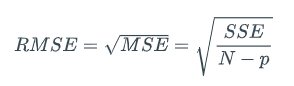 RMSE = √MSE = √(SSE / (N − p))